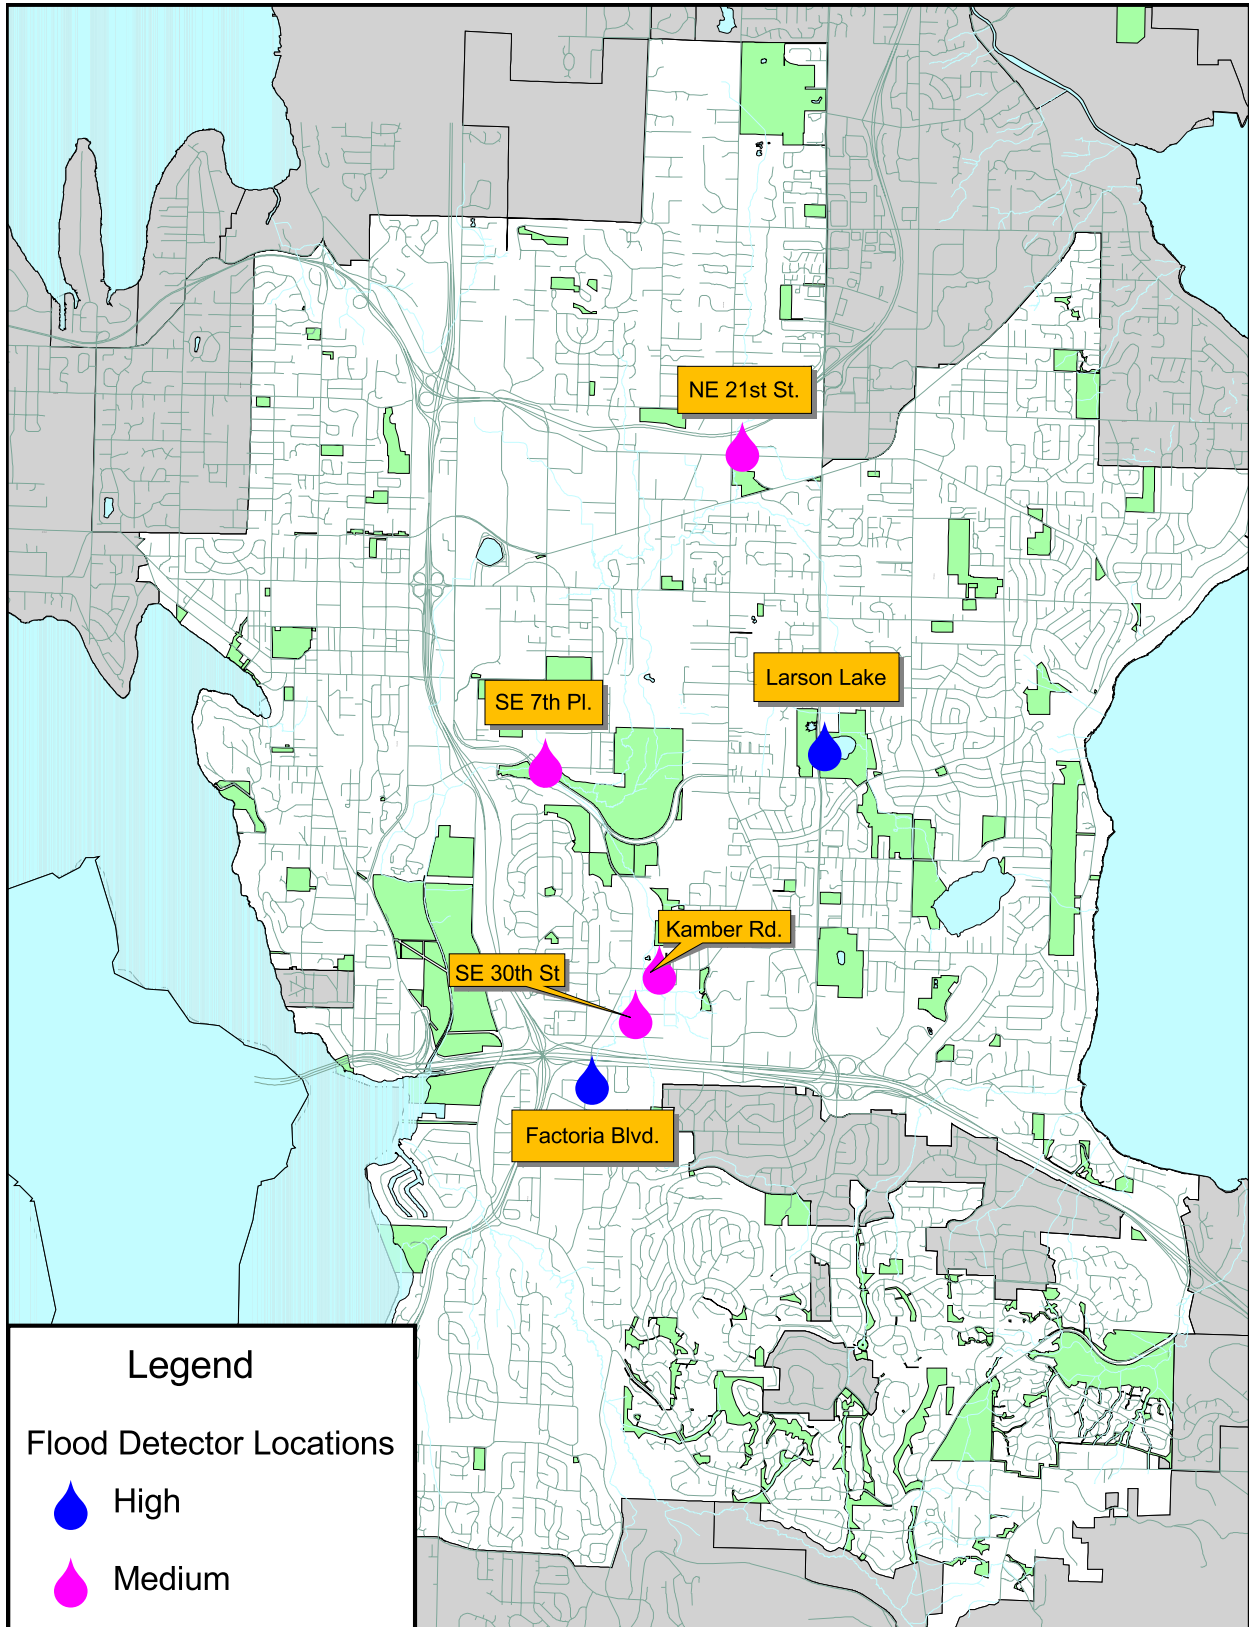 NE 21st St.
Larson Lake
SE 7th Pl.
Kamber Rd.
SE 30th St
Factoria Blvd.
Legend
Flood Detector Locations
High
Medium